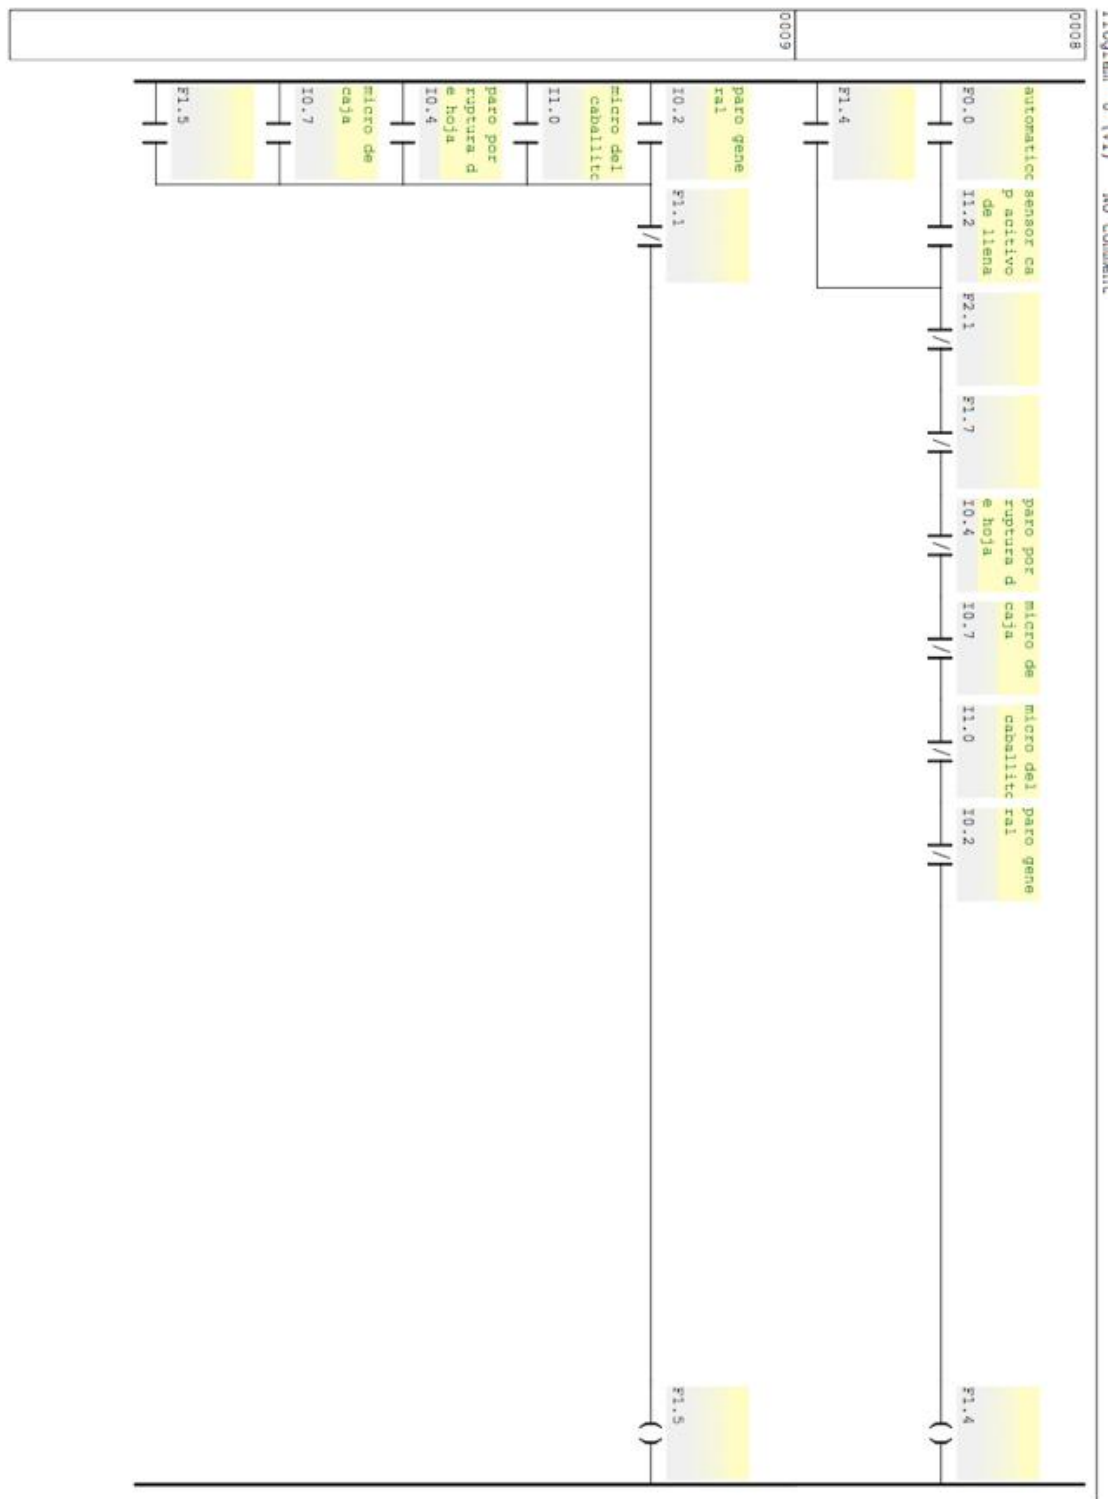 0008
automaticc
F0.0
sensor ca
p acitivo
de llena
I1.2
F2.1
F1.7
paro por
ruptura d
e hoja
I0.4
micro de
caja
I0.7
micro del
caballitc
I1.0
paro gene
ral
I0.2
F1.4
F1.4
0009
paro gene
ral
I0.2
F1.1
F1.5
micro del
caballitc
I1.0
paro por
ruptura d
e hoja
I0.4
micro de
caja
I0.7
F1.5